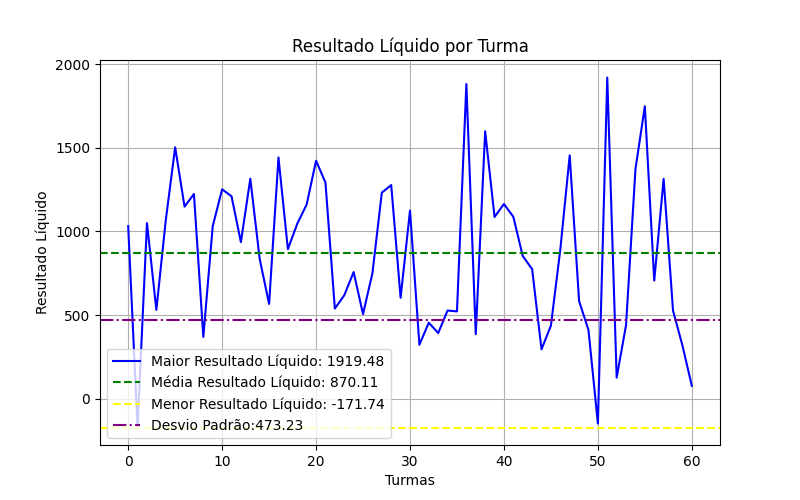 Resultado Líquido por Turma
2000
1500
1000
500
0
Resultado Líquido
Maior Resultado Líquido: 1919.48
Média Resultado Líquido: 870.11
Menor Resultado Líquido: -171.74
Desvio Padrão:473.23
0 10 20 30 40 50 60
Turmas